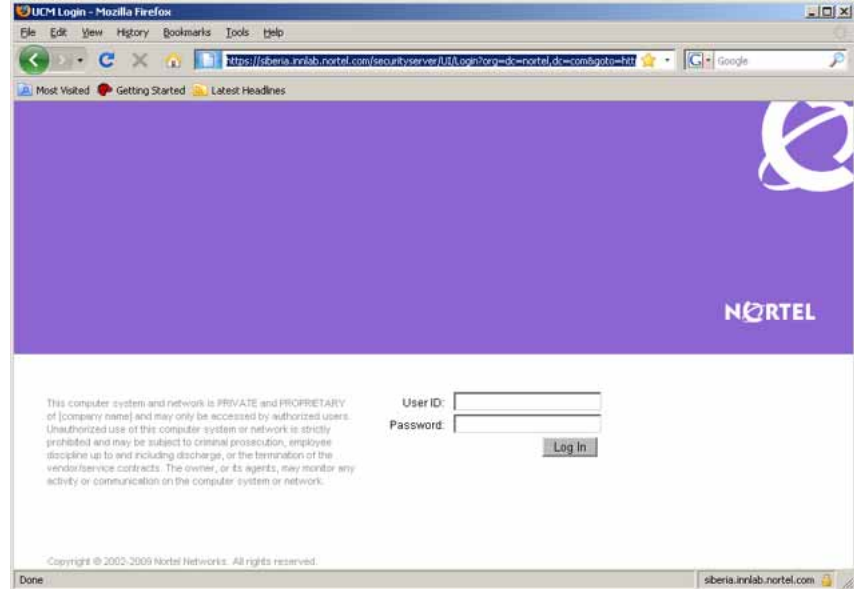 UCM Login - Mozilla Firefox
File Edit View History Bookmarks Tools Help
https://siberia.innlab.nortel.com/securityserver/UI/Login?org=dc=nortel,dc=com&goto=htt
Google
Most Visited Getting Started Latest Headlines
NORTEL
This computer system and network is PRIVATE and PROPRIETARY
of [company name] and may only be accessed by authorized users.
Unauthorized use of this computer system or network is strictly
prohibited and may be subject to criminal prosecution, employee
discipline up to and including discharge, or the termination of the
vendor/service contracts. The owner, or its agents, may monitor any
activity or communication on the computer system or network.
User ID:
Password:
Log In
Copyright © 2002-2009 Nortel Networks. All rights reserved.
Done
siberia.innlab.nortel.com